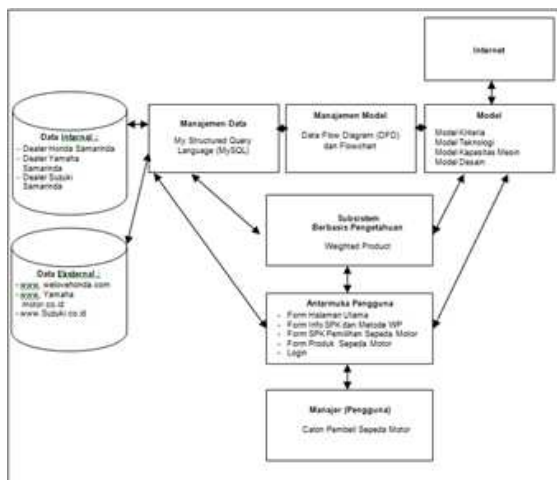 Internet
Data Internal :
- Dealer Honda Samarinda
- Dealer Yamaha
Samarinda
- Dealer Suzuki
Samarinda
Manajemen Data
My Structured Query
Language (MySQL)
Manajemen Model
Data Flow Diagram (DFD)
dan Flowchart
Model
Model Kriteria
Model Teknologi
Model Kapasitas Mesin
Model Desain
Subsistem
Berbasis Pengetahuan
Weighted Product
Data Eksternal :
- www. welovehonda.com
- www. Yamaha
motor.co.id
- www.Suzuki.co.id
Antarmuka Pengguna
- Form Halaman Utama
- Form Info SPK dan Metode WP
- Form SPK Pemilihan Sepeda Motor
- Form Produk Sepeda Motor
- Login
Manajer (Pengguna)
Calon Pembeli Sepeda Motor